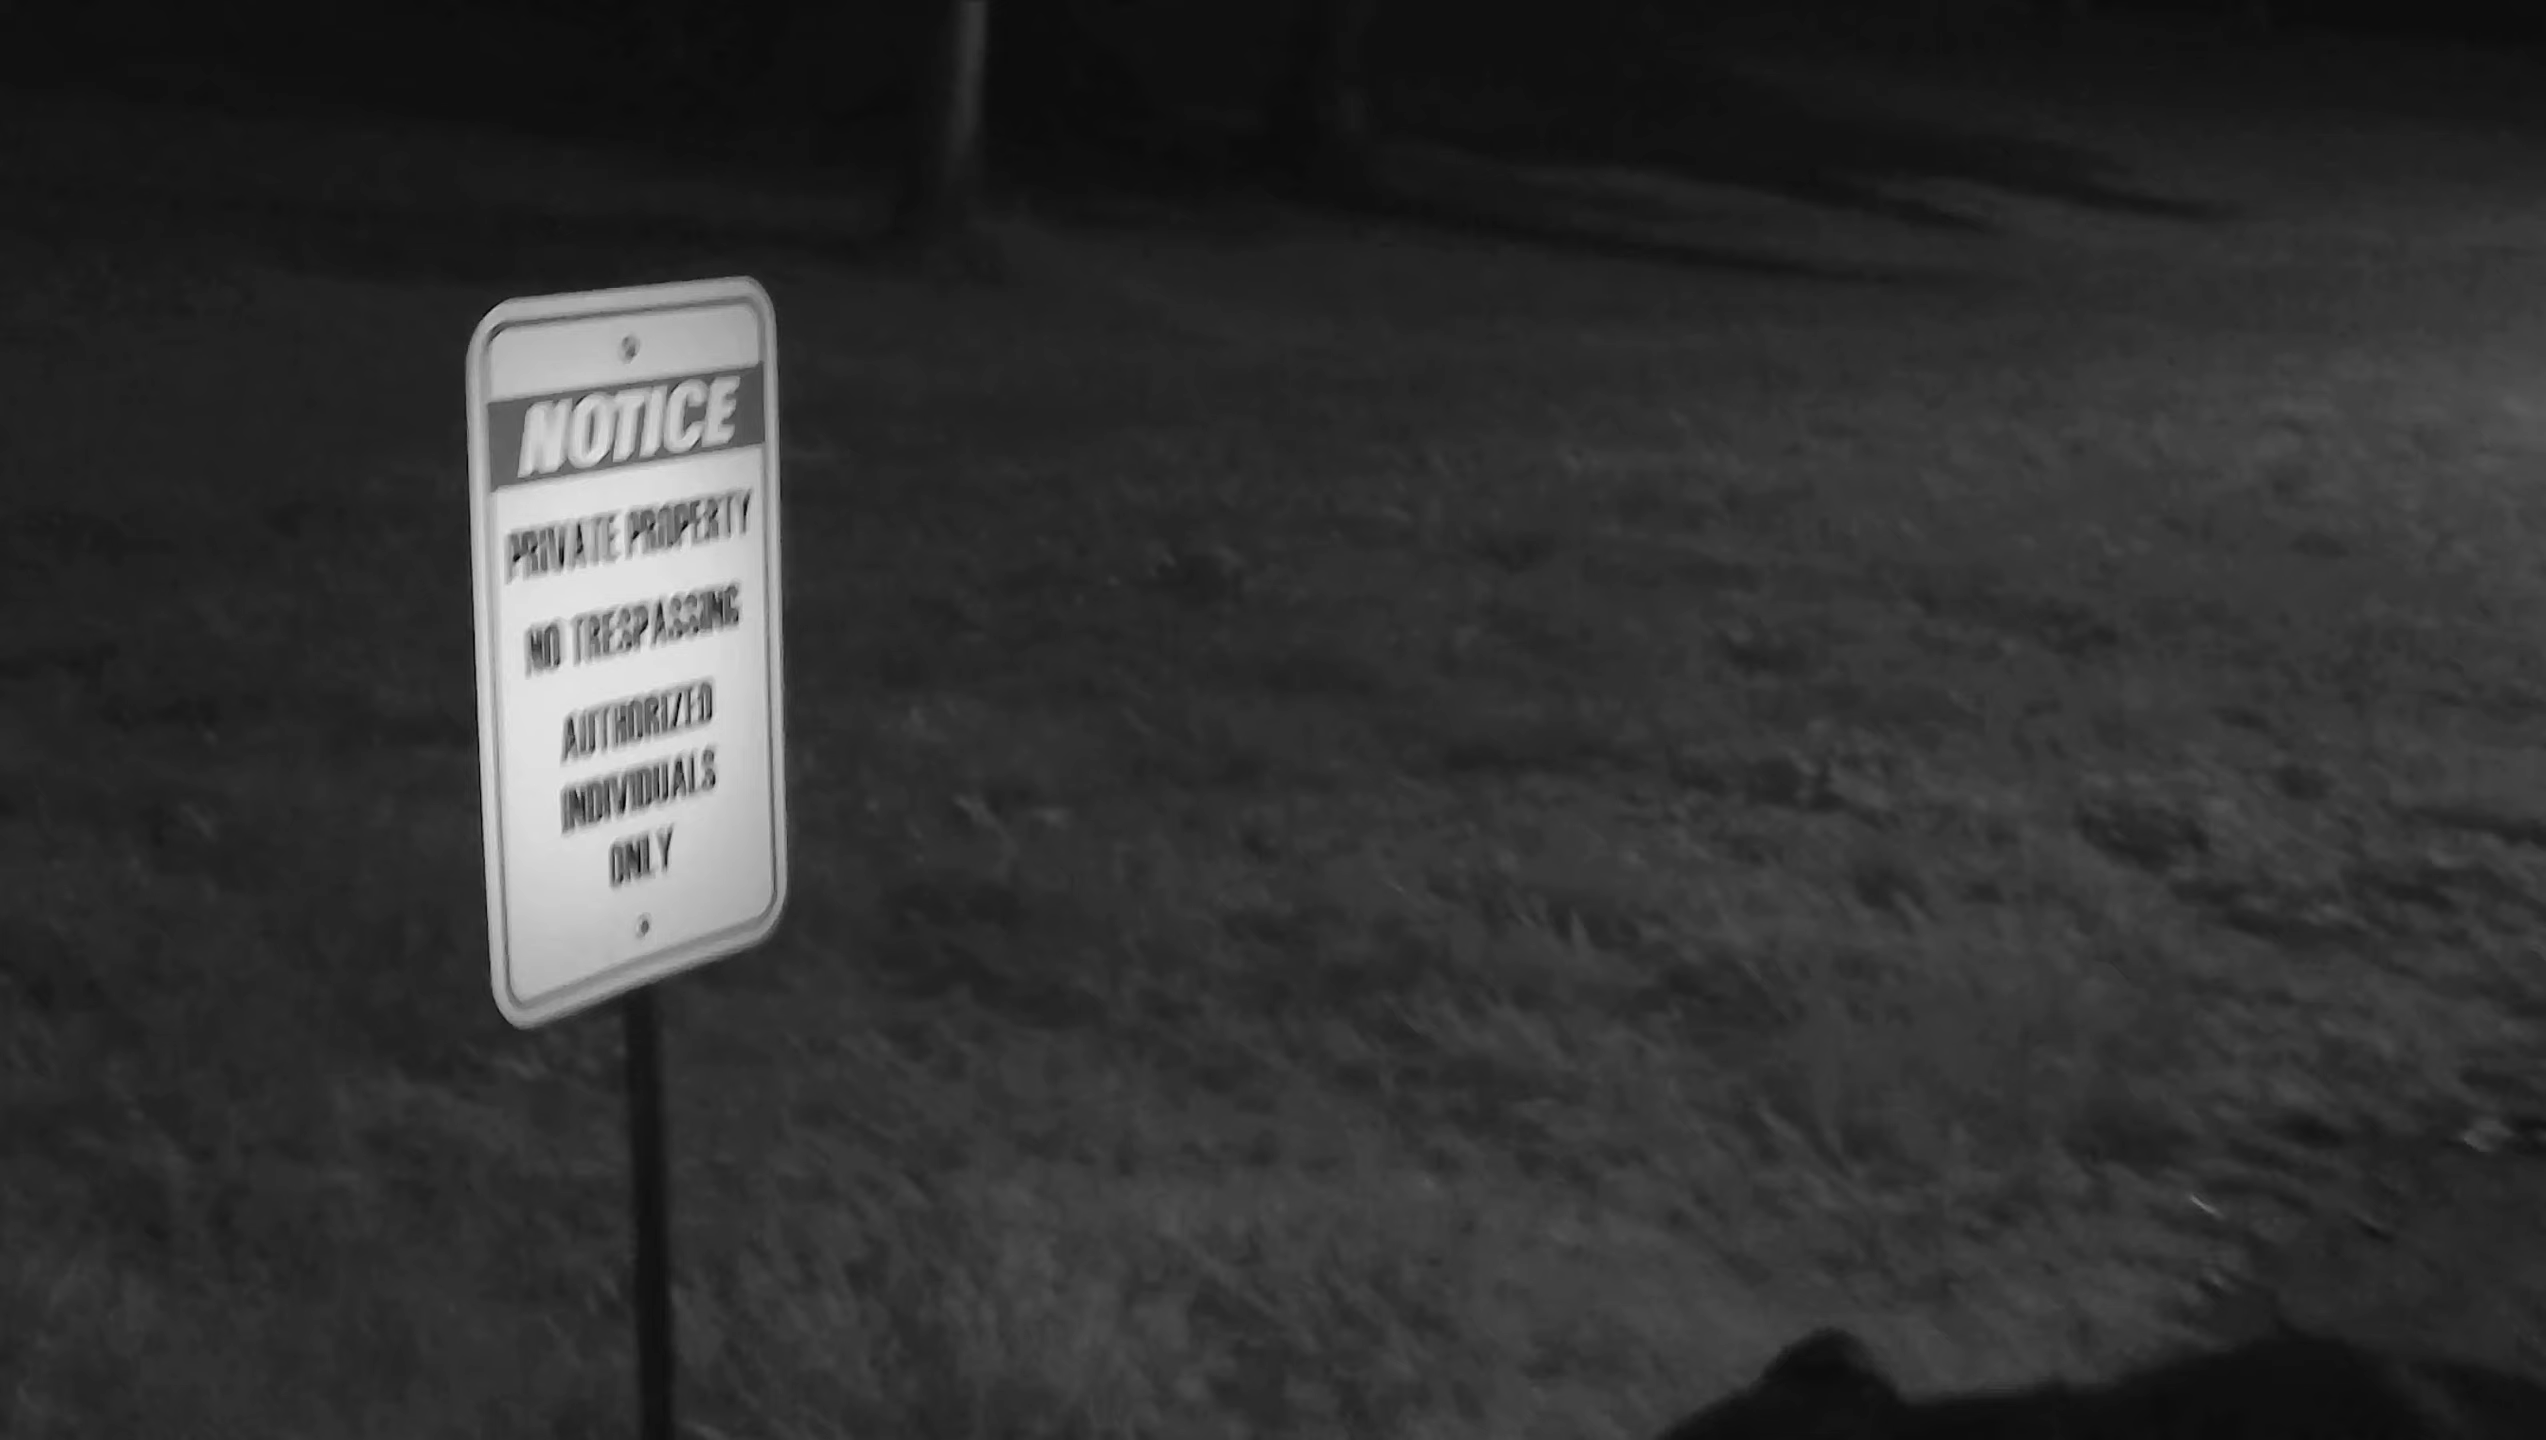 NOTICE
PRIVATE PROPERTY
NO TRESPASSING
AUTHORIZED
INDIVIDUALS
ONLY